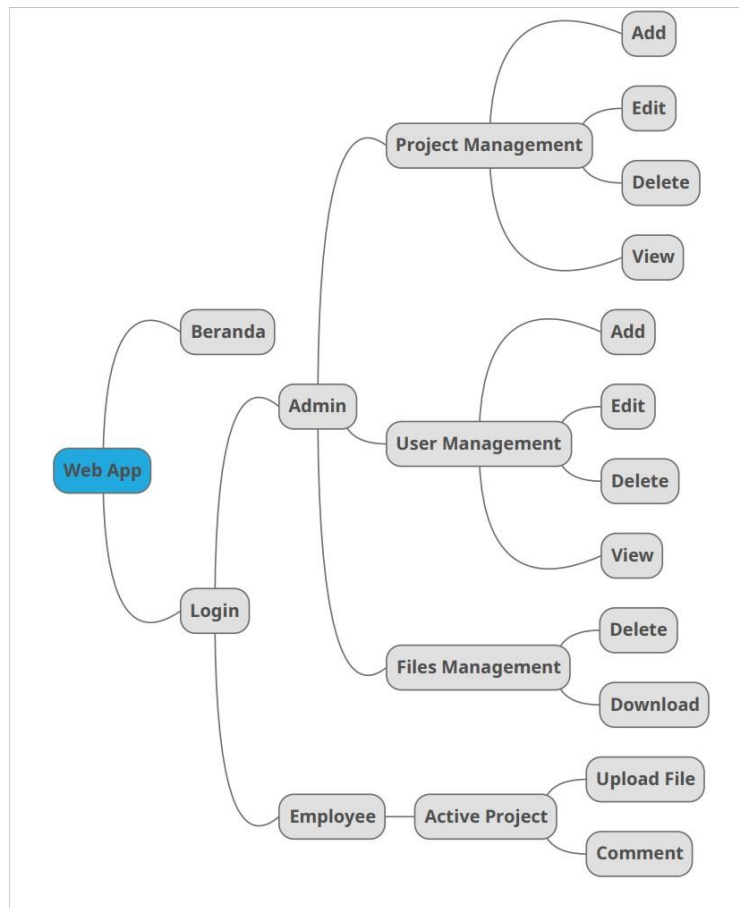 Web App
Beranda
Login
Admin
Project Management
Add
Edit
Delete
View
User Management
Add
Edit
Delete
View
Files Management
Delete
Download
Employee
Active Project
Upload File
Comment